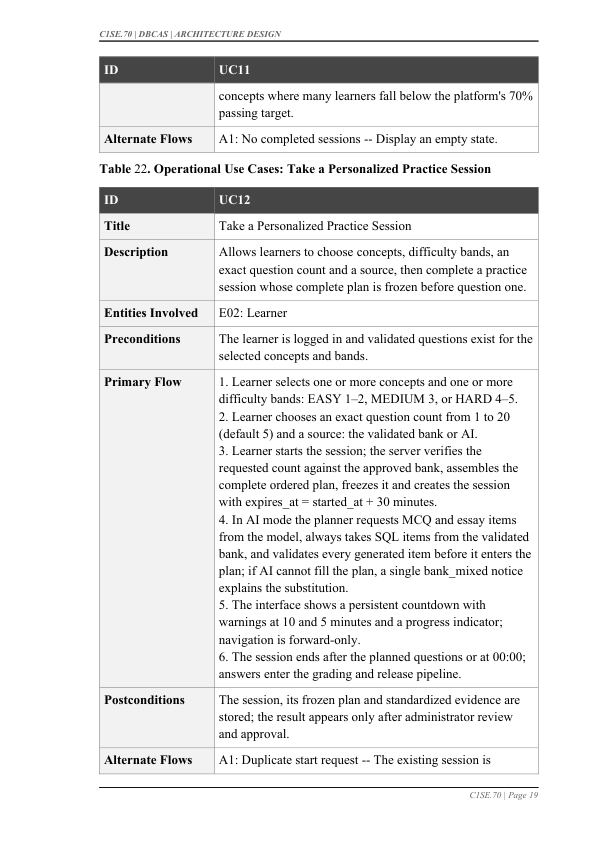 C1SE.70 | DBCAS | ARCHITECTURE DESIGN
ID UC11
concepts where many learners fall below the platform's 70%
passing target.
Alternate Flows A1: No completed sessions -- Display an empty state.
Table 22. Operational Use Cases: Take a Personalized Practice Session
ID UC12
Title Take a Personalized Practice Session
Description Allows learners to choose concepts, difficulty bands, an
exact question count and a source, then complete a practice
session whose complete plan is frozen before question one.
Entities Involved E02: Learner
Preconditions The learner is logged in and validated questions exist for the
selected concepts and bands.
Primary Flow 1. Learner selects one or more concepts and one or more
difficulty bands: EASY 1–2, MEDIUM 3, or HARD 4–5.
2. Learner chooses an exact question count from 1 to 20
(default 5) and a source: the validated bank or AI.
3. Learner starts the session; the server verifies the
requested count against the approved bank, assembles the
complete ordered plan, freezes it and creates the session
with expires_at = started_at + 30 minutes.
4. In AI mode the planner requests MCQ and essay items
from the model, always takes SQL items from the validated
bank, and validates every generated item before it enters the
plan; if AI cannot fill the plan, a single bank_mixed notice
explains the substitution.
5. The interface shows a persistent countdown with
warnings at 10 and 5 minutes and a progress indicator;
navigation is forward-only.
6. The session ends after the planned questions or at 00:00;
answers enter the grading and release pipeline.
Postconditions The session, its frozen plan and standardized evidence are
stored; the result appears only after administrator review
and approval.
Alternate Flows A1: Duplicate start request -- The existing session is
C1SE.70 | Page 19